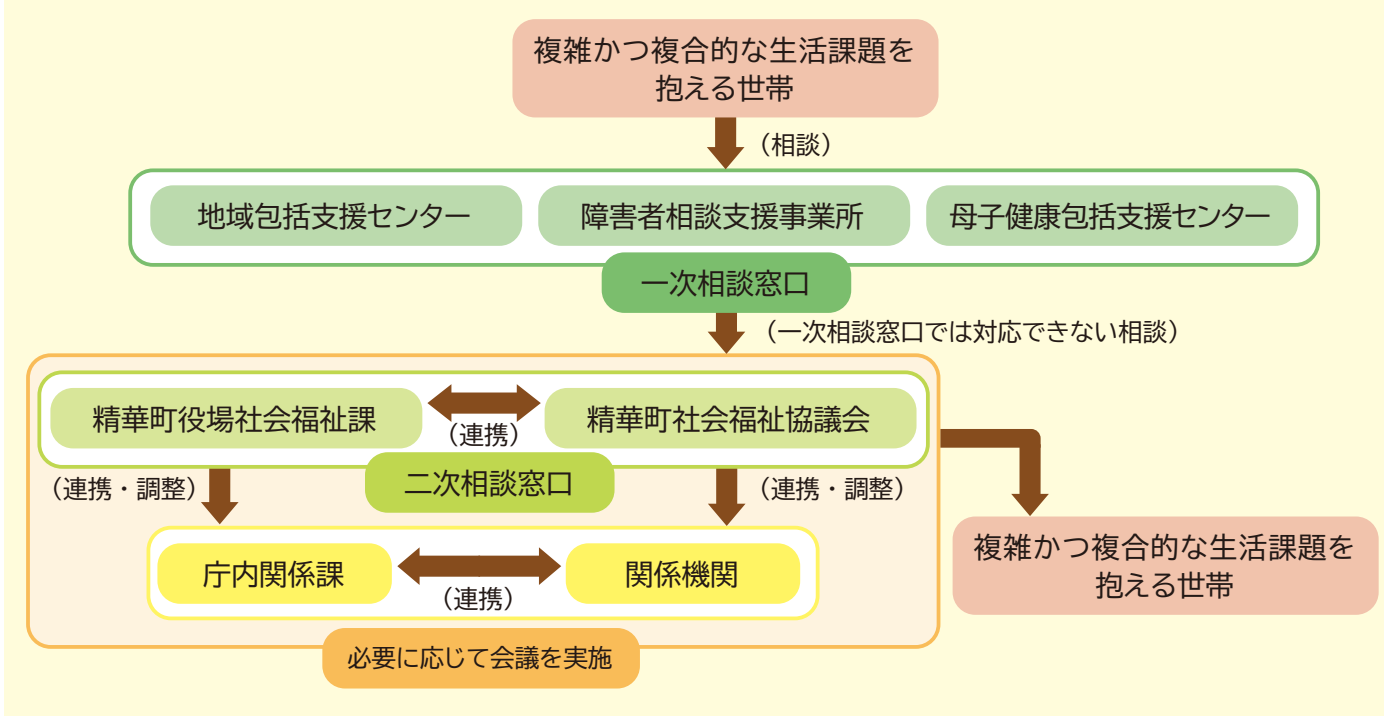 複雑かつ複合的な生活課題を
抱える世帯
（相談）
地域包括支援センター
障害者相談支援事業所
母子健康包括支援センター
一次相談窓口
（一次相談窓口では対応できない相談）
精華町役場社会福祉課
（連携）
精華町社会福祉協議会
（連携・調整）
二次相談窓口
（連携・調整）
庁内関係課
（連携）
関係機関
必要に応じて会議を実施
複雑かつ複合的な生活課題を
抱える世帯